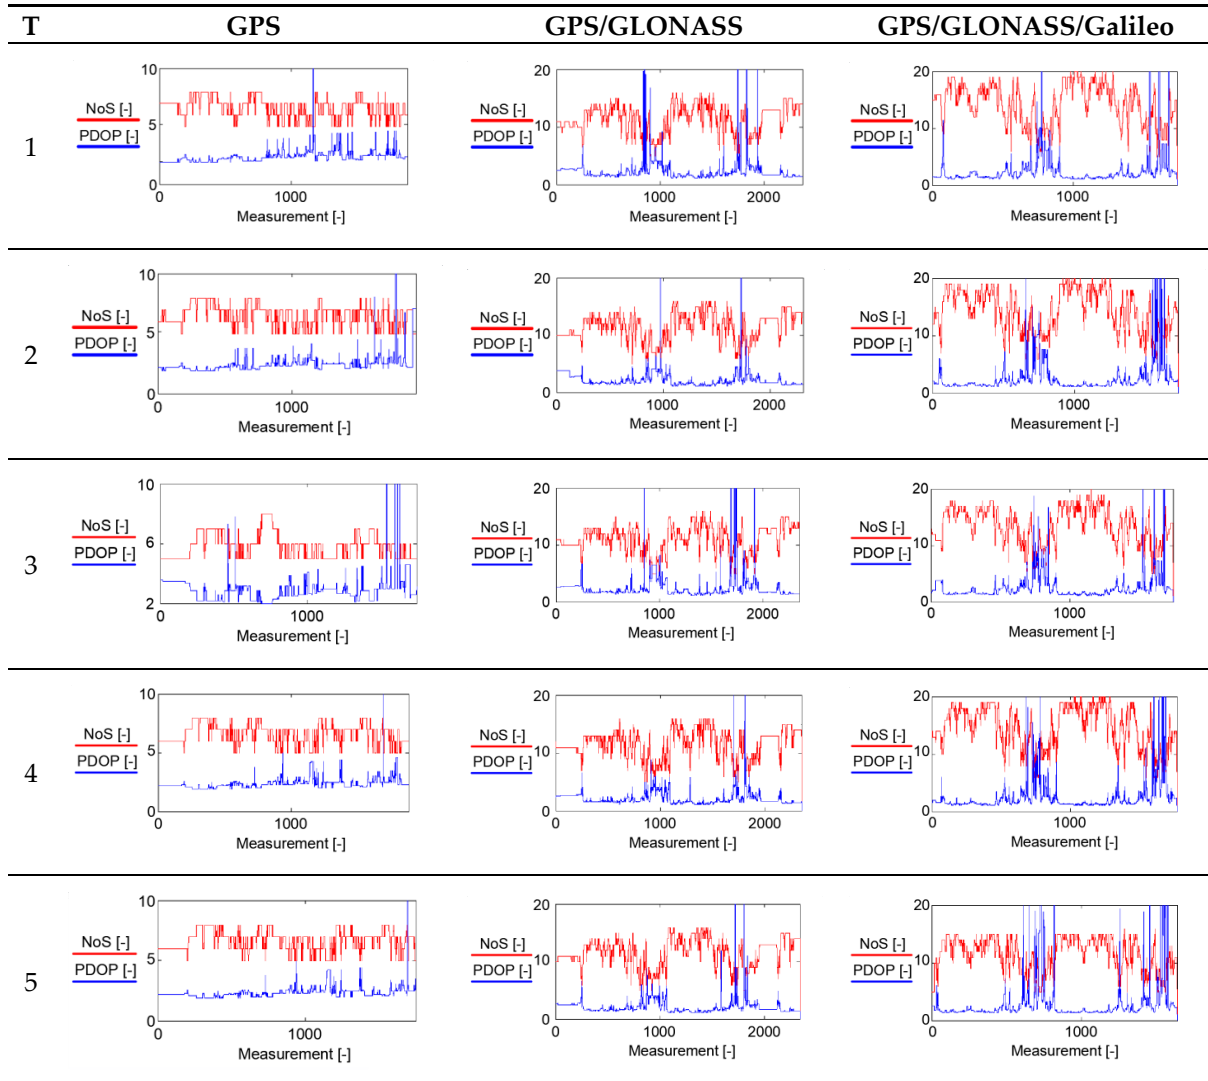 T GPS GPS/GLONASS GPS/GLONASS/Galileo
1
10 5 0
NoS [-]
PDOP [-]
0 1000
Measurement [-]
20 10 0
NoS [-]
PDOP [-]
0 1000 2000
Measurement [-]
20 10 0
NoS [-]
PDOP [-]
0 1000
Measurement [-]
2
10 5 0
NoS [-]
PDOP [-]
0 1000
Measurement [-]
20 10 0
NoS [-]
PDOP [-]
0 1000 2000
Measurement [-]
20 10 0
NoS [-]
PDOP [-]
0 1000
Measurement [-]
3
10 6 2
NoS [-]
PDOP [-]
0 1000
Measurement [-]
20 10 0
NoS [-]
PDOP [-]
0 1000 2000
Measurement [-]
20 10 0
NoS [-]
PDOP [-]
0 1000
Measurement [-]
4
10 5 0
NoS [-]
PDOP [-]
0 1000
Measurement [-]
20 10 0
NoS [-]
PDOP [-]
0 1000 2000
Measurement [-]
20 10 0
NoS [-]
PDOP [-]
0 1000
Measurement [-]
5
10 5 0
NoS [-]
PDOP [-]
0 1000
Measurement [-]
20 10 0
NoS [-]
PDOP [-]
0 1000 2000
Measurement [-]
20 10 0
NoS [-]
PDOP [-]
0 1000
Measurement [-]